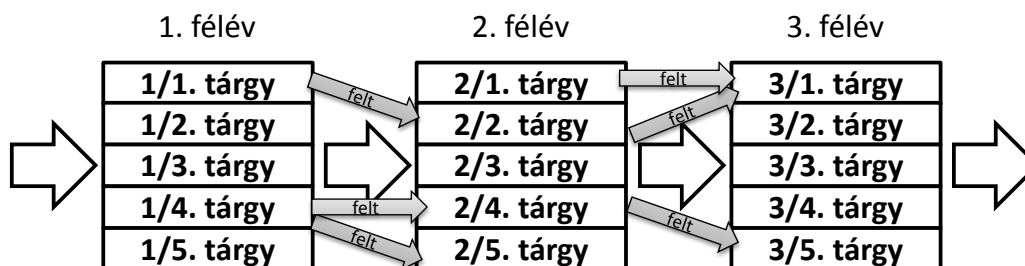 1. félév 2. félév 3. félév
1/1. tárgy felt 2/1. tárgy felt 3/1. tárgy
1/2. tárgy 2/2. tárgy felt 3/2. tárgy
1/3. tárgy 2/3. tárgy 3/3. tárgy
1/4. tárgy felt 2/4. tárgy felt 3/4. tárgy
1/5. tárgy felt 2/5. tárgy 3/5. tárgy